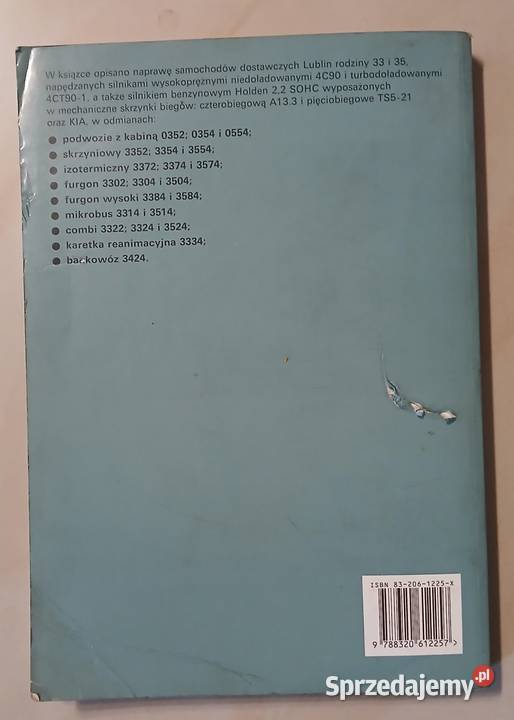 W książce opisano naprawę samochodów dostawczych Lublin rodziny 33 i 35,
napędzanych silnikami wysokoprężnymi niedoładowanymi 4C90 i turbodoładowanymi
4CT90-1, a także silnikiem benzynowym Holden 2,2 SOHC wyposażonych
w mechaniczne skrzynki biegów: czterobiegową A13.3 i pięciobiegowe TS5-21
oraz KIA, w odmianach:
● podwozie z kabiną 0352; 0354 i 0554;
● skrzyniowy 3352; 3354 i 3554;
● izotermiczny 3372; 3374 i 3574;
● furgon 3302; 3304 i 3504;
● furgon wysoki 3384 i 3584;
● mikrobus 3314 i 3514;
● combi 3322; 3324 i 3524;
● karetka reanimacyjna 3334;
● bankowóz 3424.
ISBN 83-206-1225-X
9 788320 612257 >
Sprzedajemy.pl